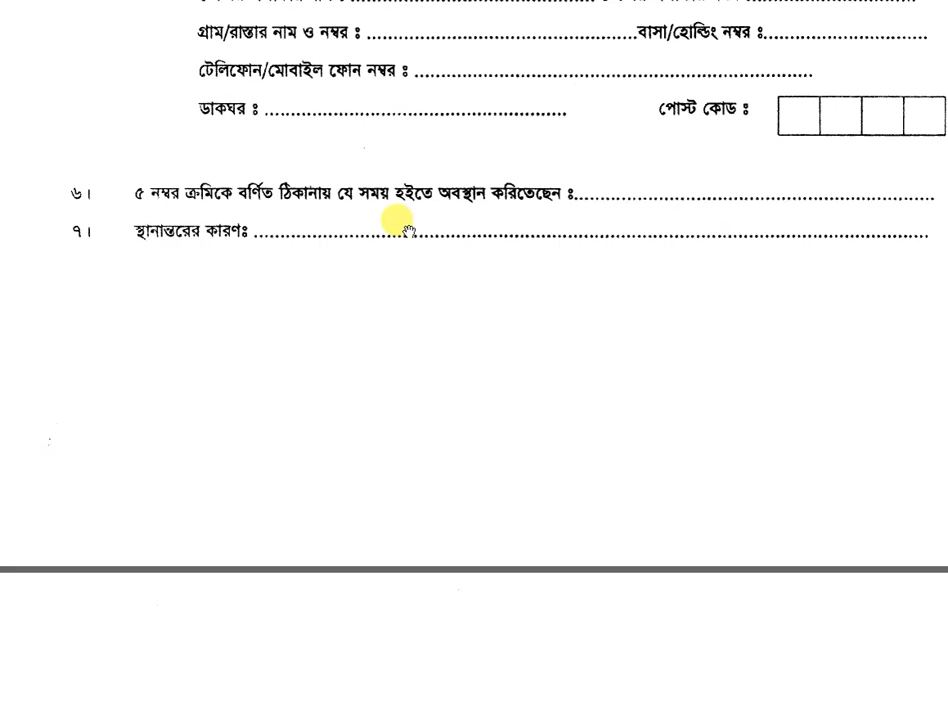 গ্রাম/রাস্তার নাম ও নম্বর ঃ ..................................................বাসা/হোল্ডিং নম্বর ঃ...............................
টেলিফোন/মোবাইল ফোন নম্বর ঃ ..........................................................................
ডাকঘর ঃ ........................................................ পোস্ট কোড ঃ
৬। ৫ নম্বর ক্রমিকে বর্ণিত ঠিকানায় যে সময় হইতে অবস্থান করিতেছেন ঃ....................................................................
৭। স্থানান্তরের কারণঃ ................................................................................................................................